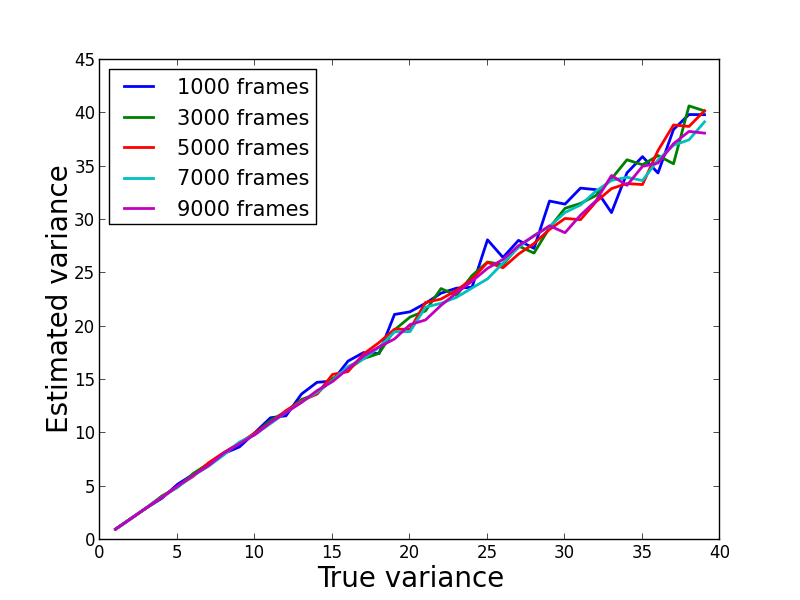 1000 frames
3000 frames
5000 frames
7000 frames
9000 frames
Estimated variance
45
40
35
30
25
20
15
10
5
0
0 5 10 15 20 25 30 35 40
True variance